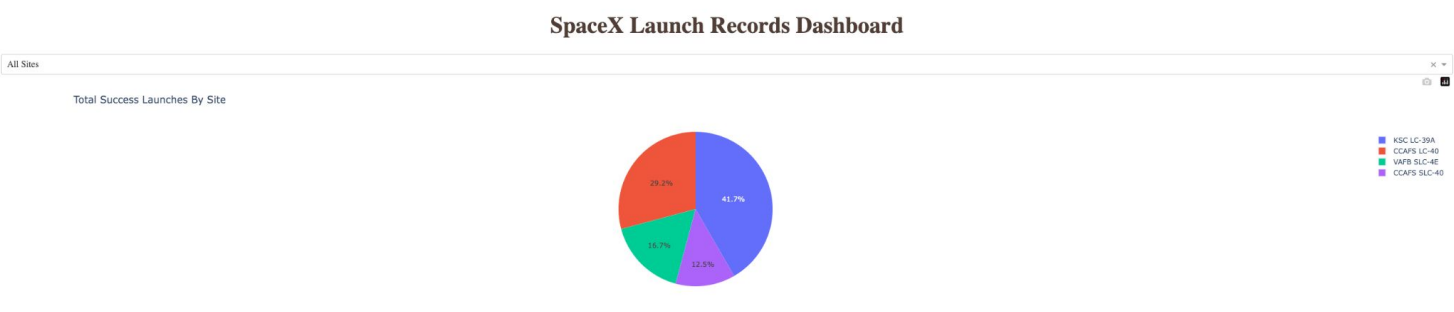 SpaceX Launch Records Dashboard
All Sites
Total Success Launches By Site
KSC LC-39A
CCAFS LC-40
VAFB SLC-4E
CCAFS SLC-40
29.2%
41.7%
16.7%
12.5%